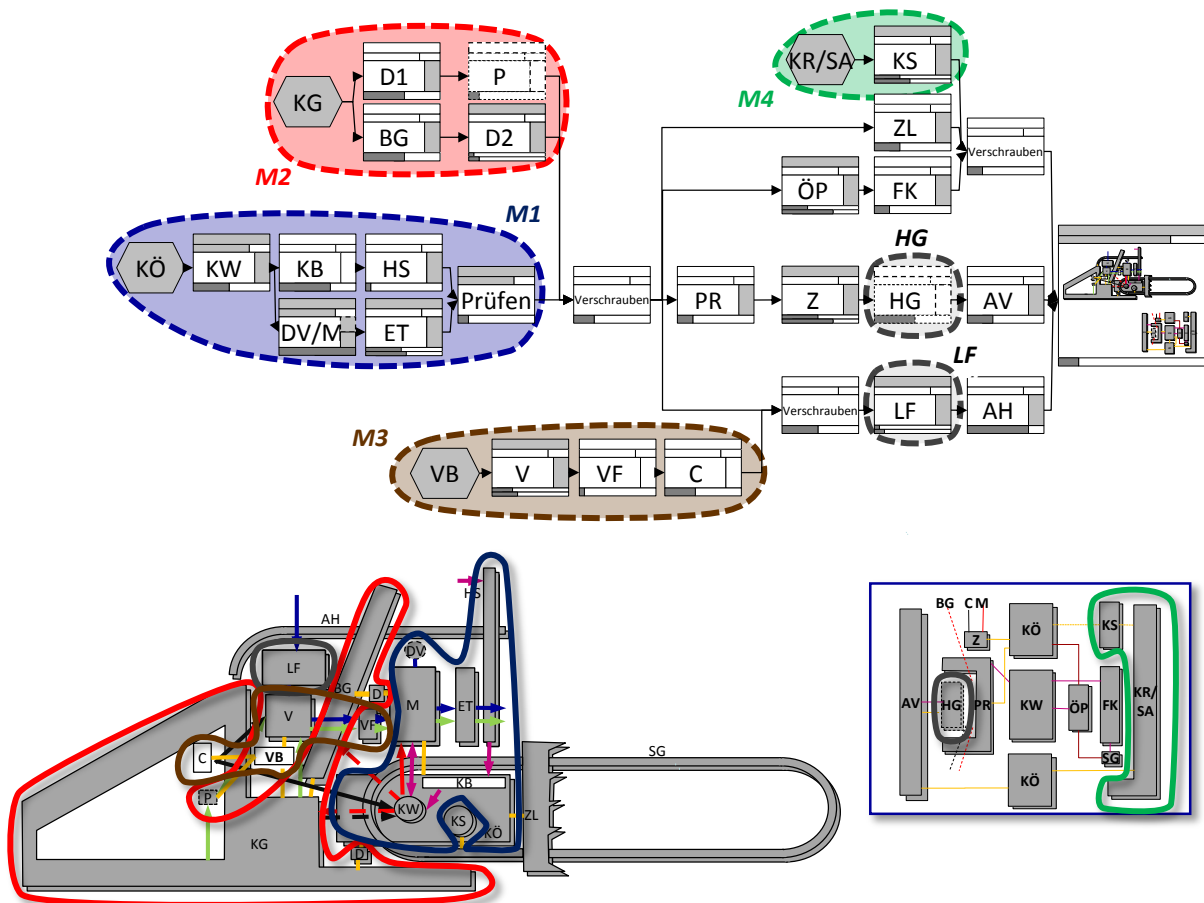 D1
P
KG
BG
D2
M2
KR/SA
KS
M4
ZL
Verschrauben
ÖP
FK
M1
KÖ
KW
KB
HS
DV/M
ET
Prüfen
Verschrauben
PR
Z
HG
HG
AV
LF
Verschrauben
LF
AH
M3
VB
V
VF
C
AH
HS
LF
DV
BG
D
M
ET
V
VF
C
VB
P
SG
KB
KW
KS
KÖ
ZL
KG
D
BG
C M
Z
KÖ
KS
AV
HG
PR
KW
ÖP
FK
KR/
SA
SG
KÖ